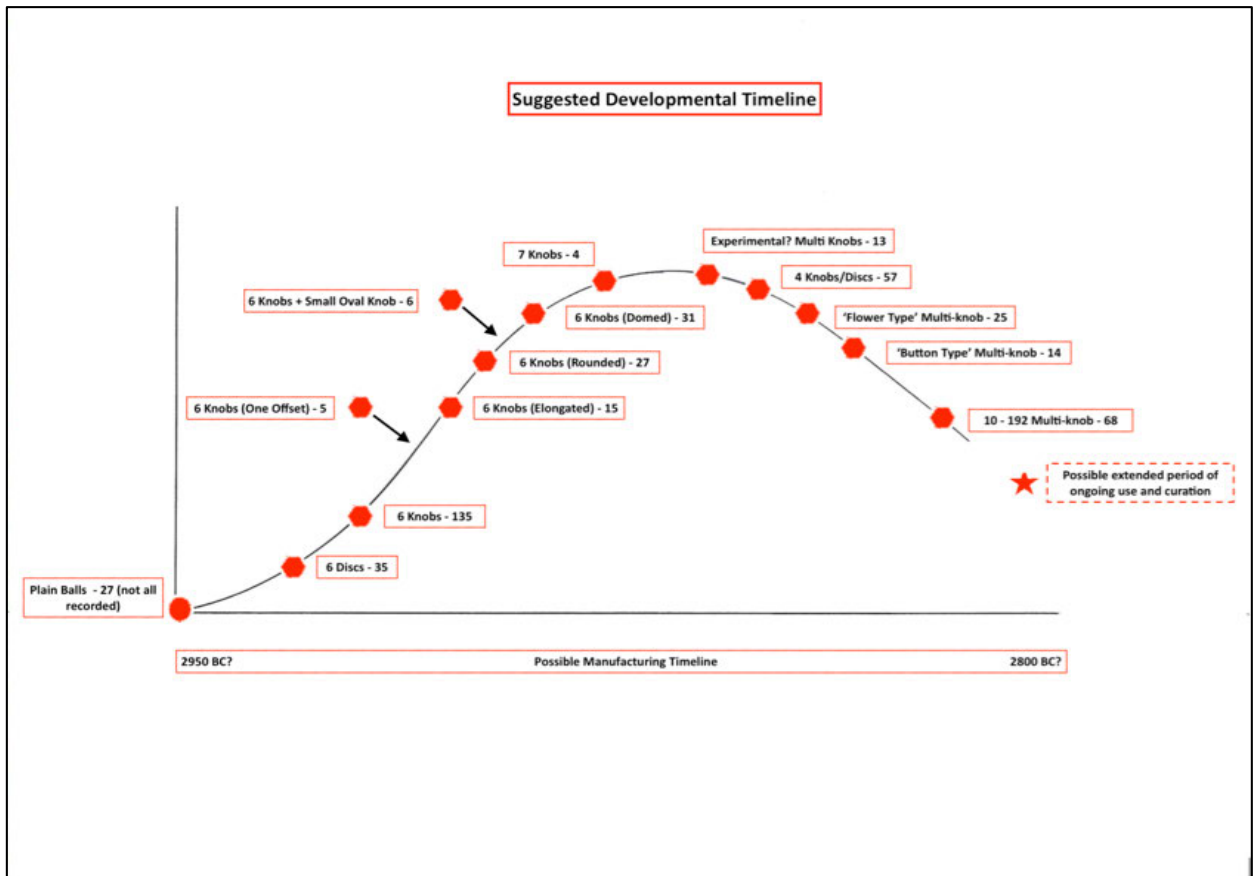 Suggested Developmental Timeline
Experimental? Multi Knobs - 13
7 Knobs - 4
4 Knobs/Discs - 57
6 Knobs + Small Oval Knob - 6
6 Knobs (Domed) - 31
‘Flower Type’ Multi-knob - 25
‘Button Type’ Multi-knob - 14
6 Knobs (Rounded) - 27
6 Knobs (One Offset) - 5
6 Knobs (Elongated) - 15
10 - 192 Multi-knob - 68
Possible extended period of
ongoing use and curation
6 Knobs - 135
6 Discs - 35
Plain Balls - 27 (not all
recorded)
2950 BC? Possible Manufacturing Timeline 2800 BC?